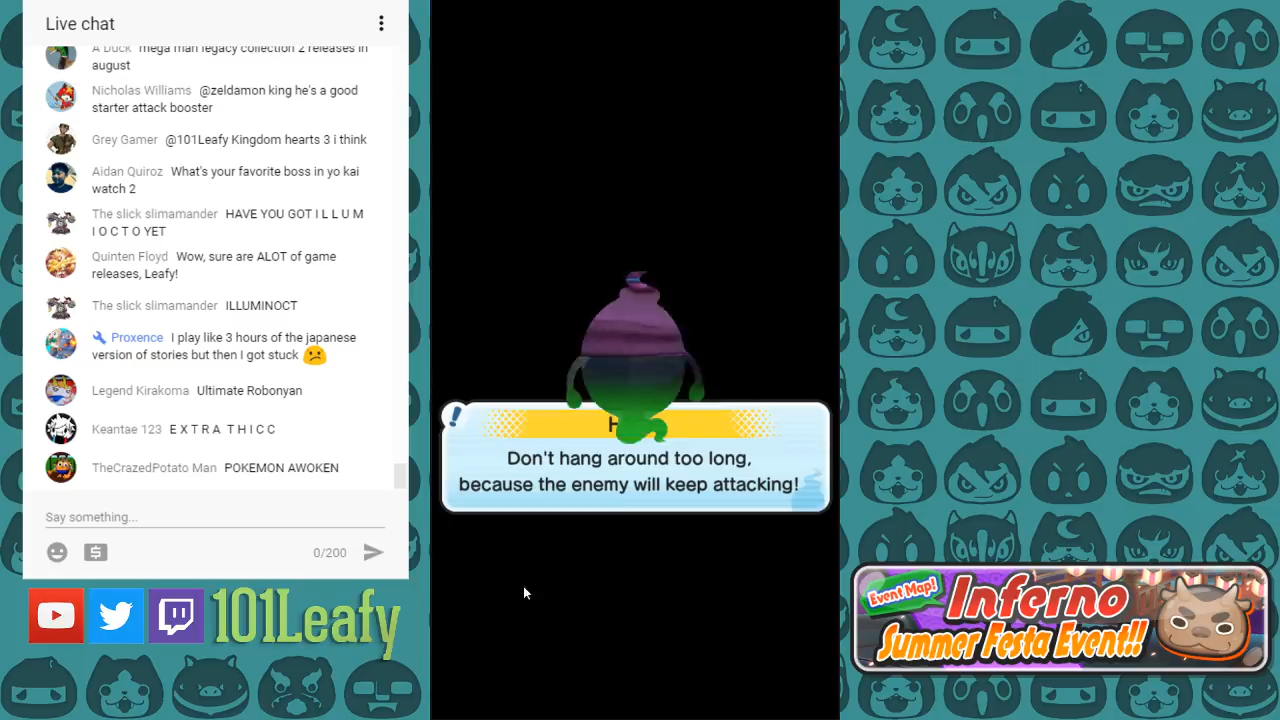 Live chat
A Duck mega man legacy collection 2 releases in
august
Nicholas Williams @zeldamon king he's a good
starter attack booster
Grey Gamer @101Leafy Kingdom hearts 3 i think
Aidan Quiroz What's your favorite boss in yo kai
watch 2
The slick slimamander HAVE YOU GOT I L L U M
I O C T O YET
Quinten Floyd Wow, sure are ALOT of game
releases, Leafy!
The slick slimamander ILLUMINOCT
Proxence I play like 3 hours of the japanese
version of stories but then I got stuck
Legend Kirakoma Ultimate Robonyan
Keantae 123 E X T R A T H I C C
TheCrazedPotato Man POKEMON AWOKEN
Say something...
0/200
101Leafy
Don't hang around too long,
because the enemy will keep attacking!
Event Map!
Inferno
Summer Festa Event!!